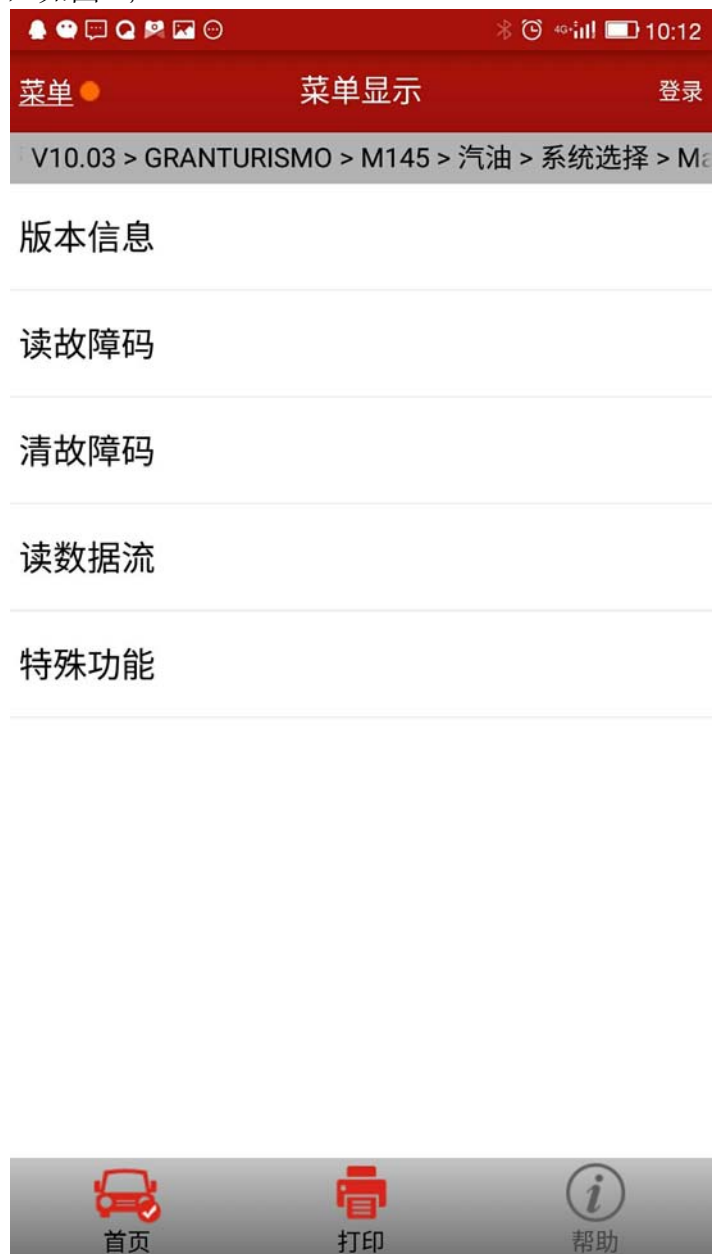 4G
10:12
菜单
菜单显示
登录
V10.03 > GRANTURISMO > M145 > 汽油 > 系统选择 > Ma
版本信息
读故障码
清故障码
读数据流
特殊功能
首页
打印
帮助